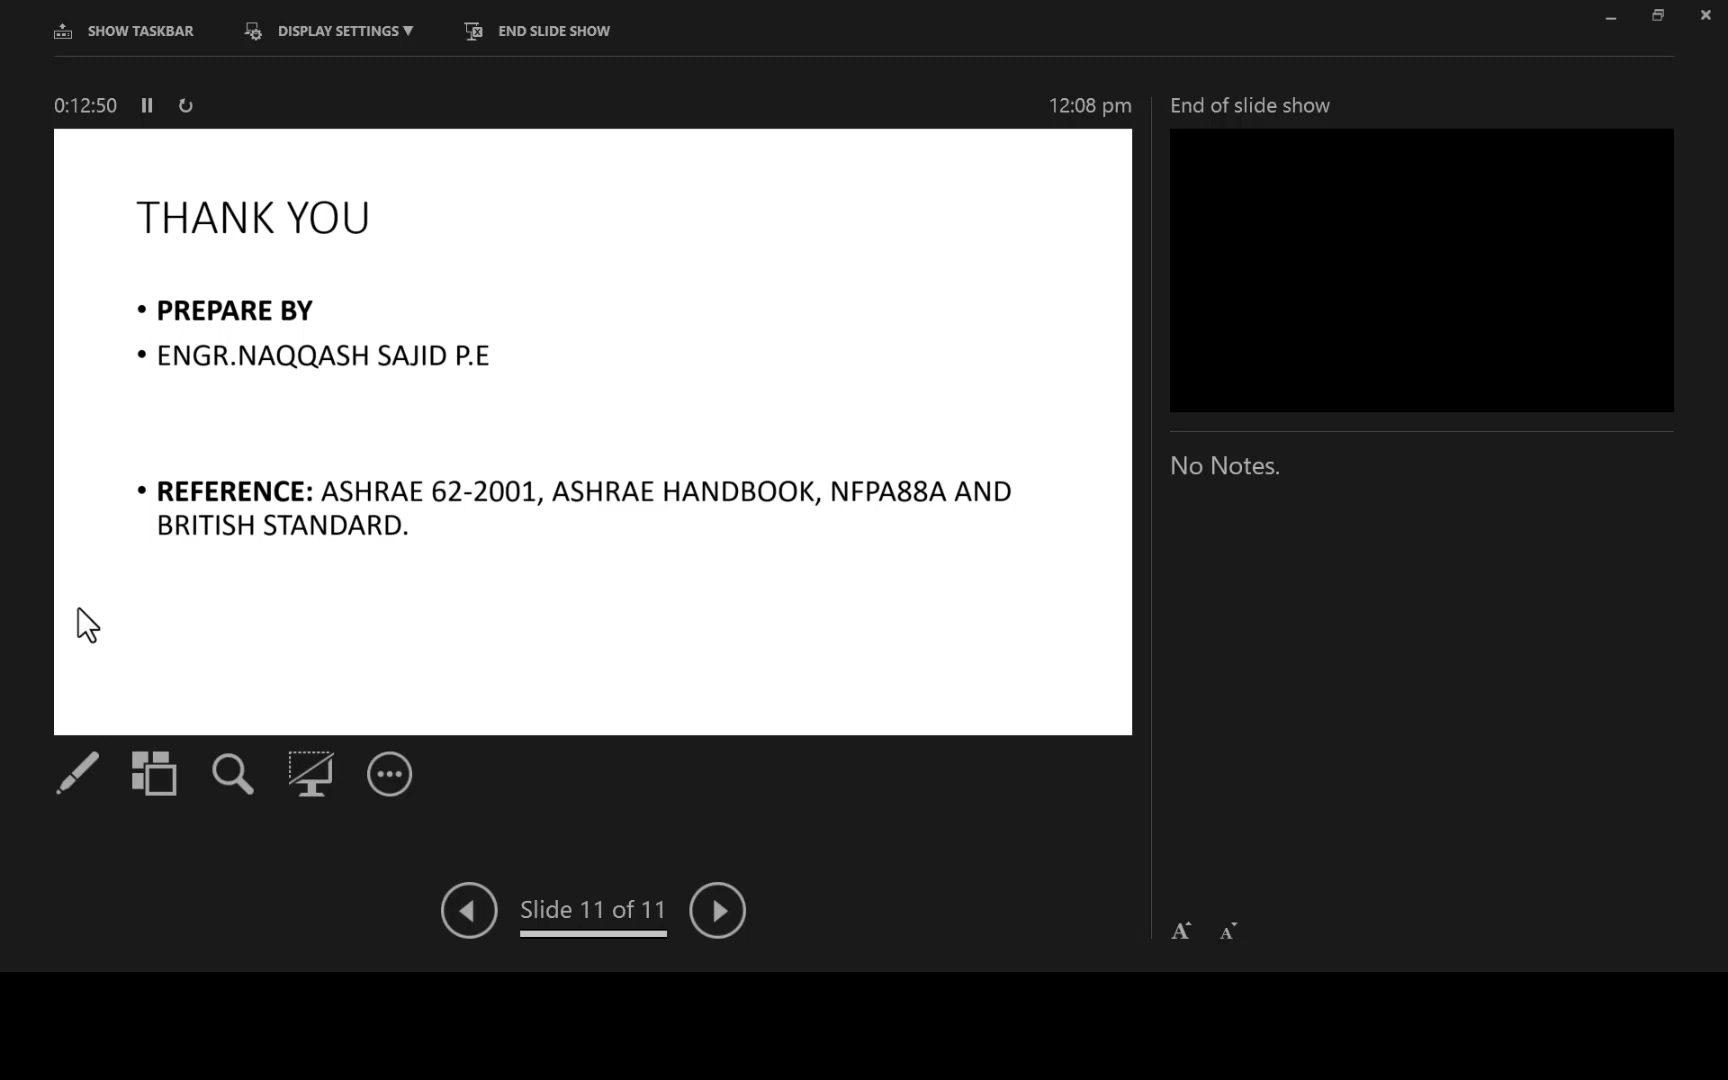 SHOW TASKBAR
DISPLAY SETTINGS ▼
END SLIDE SHOW
0:12:50
12:08 pm
End of slide show
THANK YOU
• PREPARE BY
• ENGR.NAQQASH SAJID P.E
• REFERENCE: ASHRAE 62-2001, ASHRAE HANDBOOK, NFPA88A AND
BRITISH STANDARD.
No Notes.
Slide 11 of 11
A A